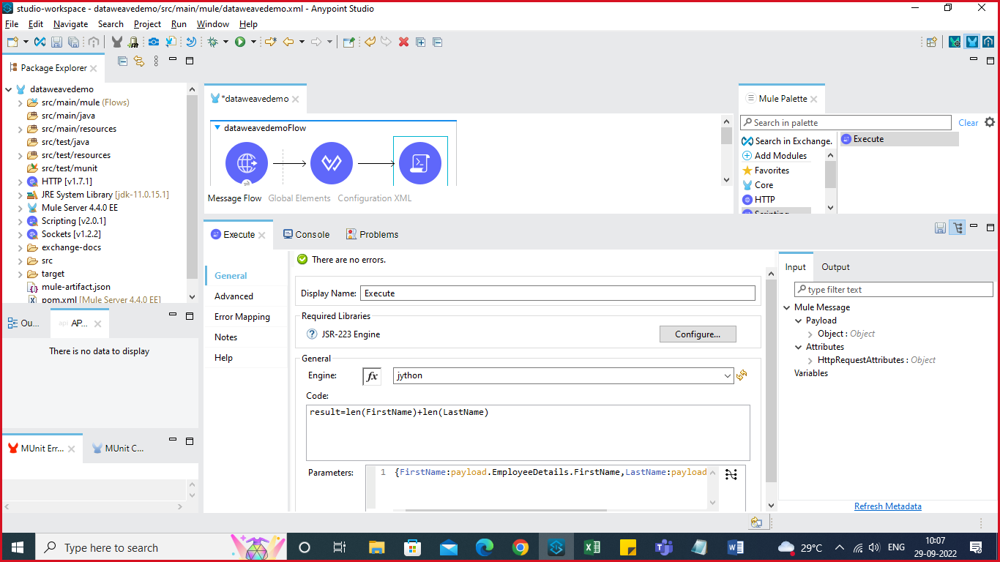 studio-workspace - dataweavedemo/src/main/mule/dataweavedemo.xml - Anypoint Studio
File Edit Navigate Search Project Run Window Help
Package Explorer
dataweavedemo
src/main/mule (Flows)
src/main/java
src/main/resources
src/test/java
src/test/resources
src/test/munit
HTTP [v1.7.1]
JRE System Library [jdk-11.0.15.1]
Mule Server 4.4.0 EE
Scripting [v2.0.1]
Sockets [v1.2.2]
exchange-docs
src
target
mule-artifact.json
pom.xml [Mule Server 4.4.0 EE]
Ou...
api AP...
There is no data to display
MUnit Err... MUnit C...
*dataweavedemo
dataweavedemoFlow
Message Flow Global Elements Configuration XML
Mule Palette
Search in palette Clear
Search in Exchange.
Add Modules
Favorites
Core
HTTP
Scripting
Execute
Execute Console Problems
General
Advanced
Error Mapping
Notes
Help
There are no errors.
Display Name: Execute
Required Libraries
JSR-223 Engine Configure...
General
Engine: fx jython
Code:
result=len(FirstName)+len(LastName)
Parameters: 1 {FirstName:payload.EmployeeDetails.FirstName,LastName:payload
Input Output
type filter text
Mule Message
Payload
Object : Object
Attributes
HttpRequestAttributes : Object
Variables
Refresh Metadata
Type here to search
29°C ENG 10:07
29-09-2022